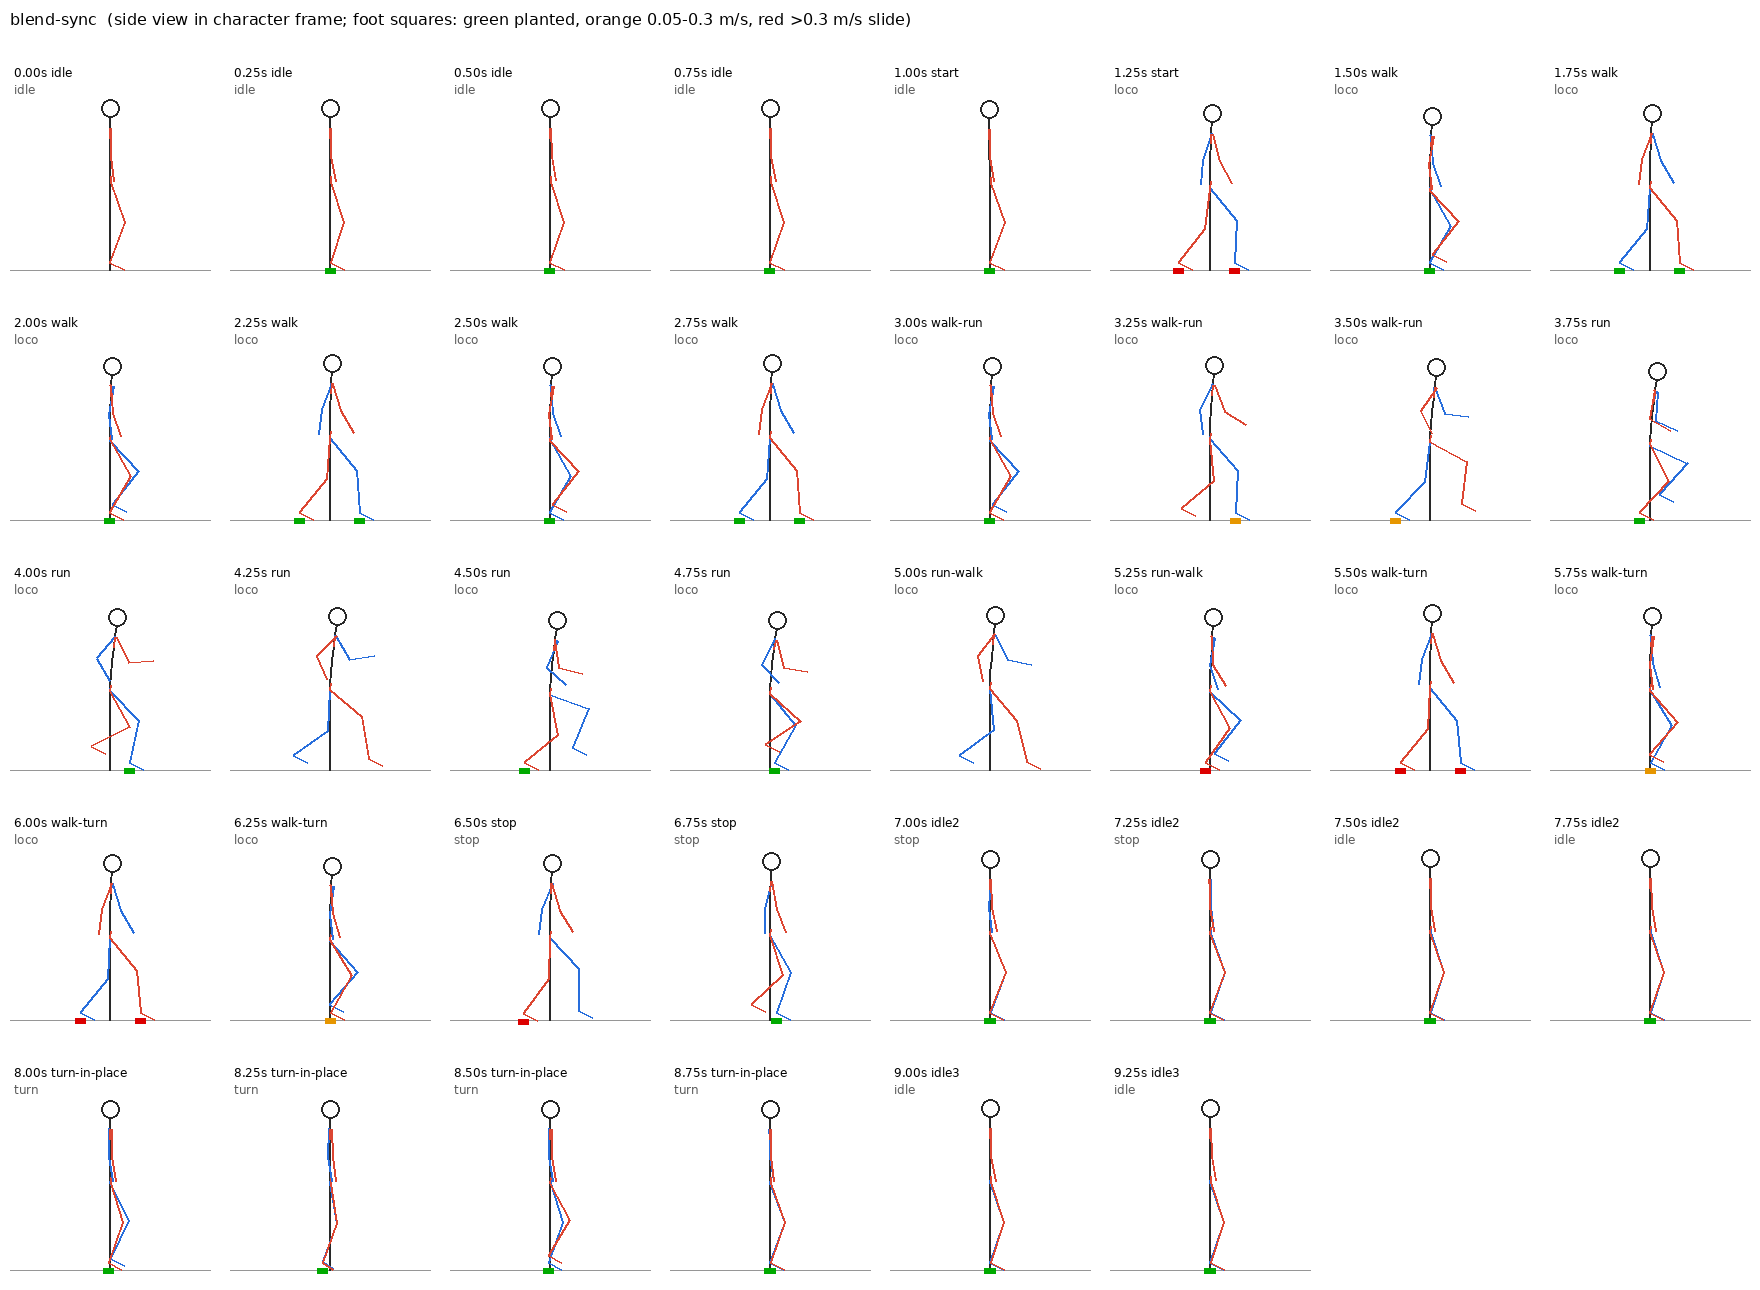 blend-sync  (side view in character frame; foot squares: green planted, orange 0.05-0.3 m/s, red >0.3 m/s slide)
0.00s idle
idle
0.25s idle
idle
0.50s idle
idle
0.75s idle
idle
1.00s start
idle
1.25s start
loco
1.50s walk
loco
1.75s walk
loco
2.00s walk
loco
2.25s walk
loco
2.50s walk
loco
2.75s walk
loco
3.00s walk-run
loco
3.25s walk-run
loco
3.50s walk-run
loco
3.75s run
loco
4.00s run
loco
4.25s run
loco
4.50s run
loco
4.75s run
loco
5.00s run-walk
loco
5.25s run-walk
loco
5.50s walk-turn
loco
5.75s walk-turn
loco
6.00s walk-turn
loco
6.25s walk-turn
loco
6.50s stop
stop
6.75s stop
stop
7.00s idle2
stop
7.25s idle2
stop
7.50s idle2
idle
7.75s idle2
idle
8.00s turn-in-place
turn
8.25s turn-in-place
turn
8.50s turn-in-place
turn
8.75s turn-in-place
turn
9.00s idle3
idle
9.25s idle3
idle